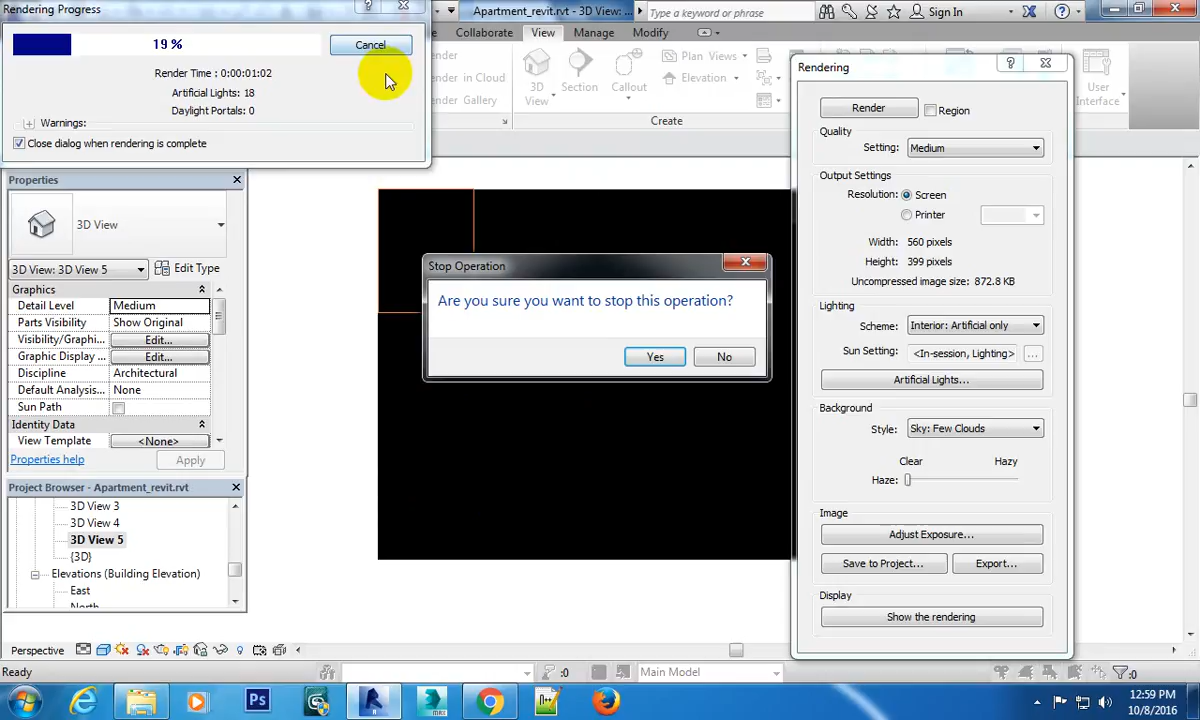 Rendering Progress
19 %
Cancel
Render Time : 0:00:01:02
Artificial Lights: 18
Daylight Portals: 0
Warnings:
Close dialog when rendering is complete
Apartment_revit.rvt - 3D View: ...
Type a keyword or phrase
Sign In
Collaborate View Manage Modify
Render
Render in Cloud
Render Gallery
3D View
Section
Callout
Plan Views
Elevation
Create
User Interface
Properties
3D View
3D View: 3D View 5
Edit Type
Graphics
Detail Level Medium
Parts Visibility Show Original
Visibility/Graphi... Edit...
Graphic Display ... Edit...
Discipline Architectural
Default Analysis... None
Sun Path
Identity Data
View Template <None>
Properties help
Apply
Project Browser - Apartment_revit.rvt
3D View 3
3D View 4
3D View 5
{3D}
Elevations (Building Elevation)
East
North
Stop Operation
Are you sure you want to stop this operation?
Yes No
Rendering
Render
Region
Quality
Setting: Medium
Output Settings
Resolution: Screen
Printer
Width: 560 pixels
Height: 399 pixels
Uncompressed image size: 872.8 KB
Lighting
Scheme: Interior: Artificial only
Sun Setting: <In-session, Lighting> ...
Artificial Lights...
Background
Style: Sky: Few Clouds
Clear Hazy
Haze:
Image
Adjust Exposure...
Save to Project... Export...
Display
Show the rendering
Perspective
Ready
:0
Main Model
:0
Ps
MAX
N++
12:59 PM
10/8/2016